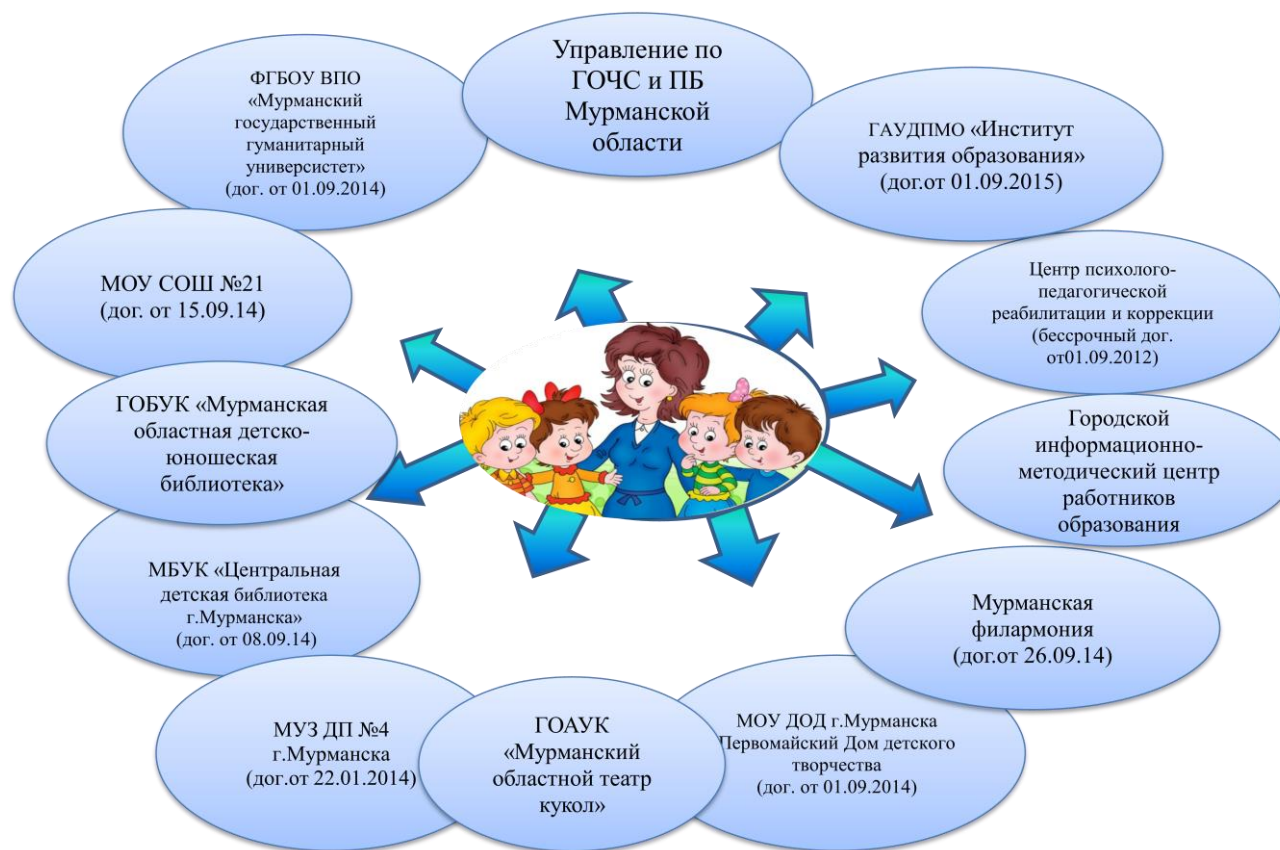 Управление по
ГОЧС и ПБ
Мурманской
области
ФГБОУ ВПО
«Мурманский
государственный
гуманитарный
университет»
(дог. от 01.09.2014)
ГАУДПМО «Институт
развития образования»
(дог.от 01.09.2015)
МОУ СОШ №21
(дог. от 15.09.14)
Центр психолого-
педагогической
реабилитации и коррекции
(бессрочный дог.
от01.09.2012)
ГОБУК «Мурманская
областная детско-
юношеская
библиотека»
Городской
информационно-
методический центр
работников
образования
МБУК «Центральная
детская библиотека
г.Мурманска»
(дог. от 08.09.14)
Мурманская
филармония
(дог.от 26.09.14)
МУЗ ДП №4
г.Мурманска
(дог.от 22.01.2014)
ГОАУК
«Мурманский
областной театр
кукол»
МОУ ДОД г.Мурманска
Первомайский Дом детского
творчества
(дог. от 01.09.2014)